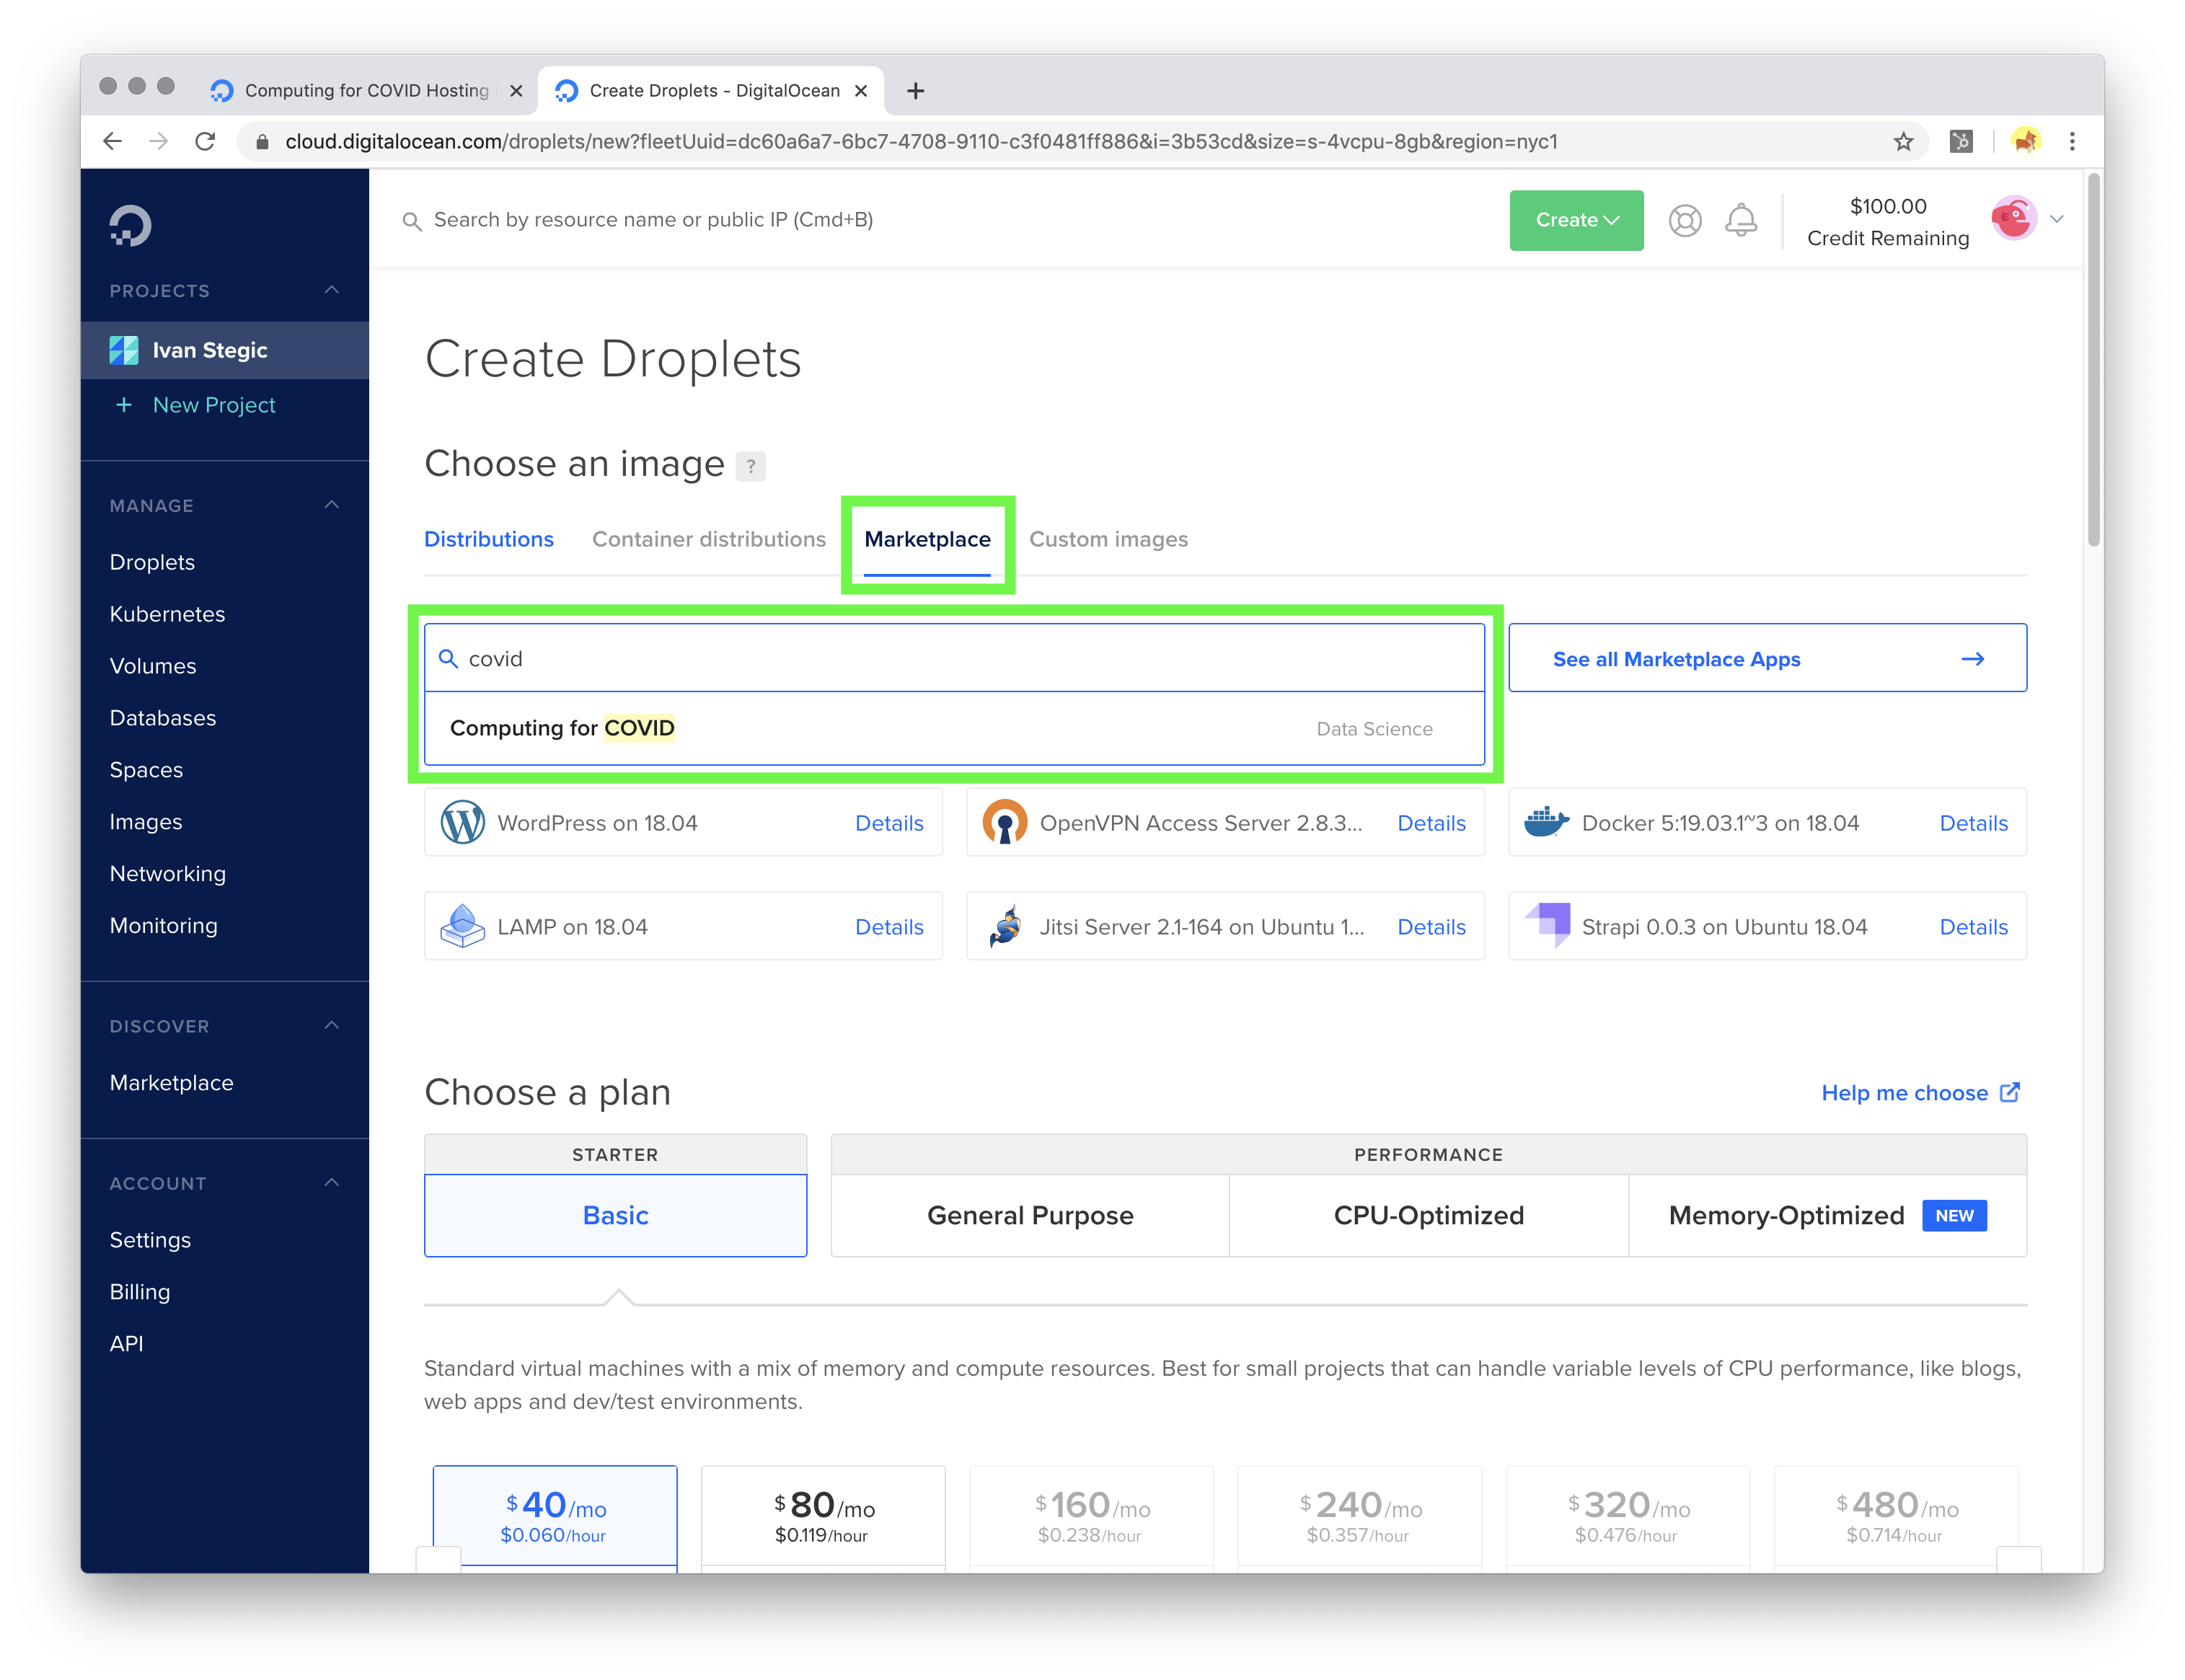 Computing for COVID Hosting
Create Droplets - DigitalOcean
cloud.digitalocean.com/droplets/new?fleetUuid=dc60a6a7-6bc7-4708-9110-c3f0481ff886&i=3b53cd&size=s-4vcpu-8gb&region=nyc1
Search by resource name or public IP (Cmd+B)
Create
$100.00
Credit Remaining
PROJECTS
Ivan Stegic
+ New Project
MANAGE
Droplets
Kubernetes
Volumes
Databases
Spaces
Images
Networking
Monitoring
DISCOVER
Marketplace
ACCOUNT
Settings
Billing
API
Create Droplets
Choose an image ?
Distributions Container distributions Marketplace Custom images
covid
See all Marketplace Apps →
Computing for COVID Data Science
WordPress on 18.04 Details
OpenVPN Access Server 2.8.3... Details
Docker 5:19.03.1~3 on 18.04 Details
LAMP on 18.04 Details
Jitsi Server 2.1-164 on Ubuntu 1... Details
Strapi 0.0.3 on Ubuntu 18.04 Details
Choose a plan
Help me choose
STARTER
PERFORMANCE
Basic
General Purpose
CPU-Optimized
Memory-Optimized NEW
Standard virtual machines with a mix of memory and compute resources. Best for small projects that can handle variable levels of CPU performance, like blogs,
web apps and dev/test environments.
$40/mo
$0.060/hour
$80/mo
$0.119/hour
$160/mo
$0.238/hour
$240/mo
$0.357/hour
$320/mo
$0.476/hour
$480/mo
$0.714/hour